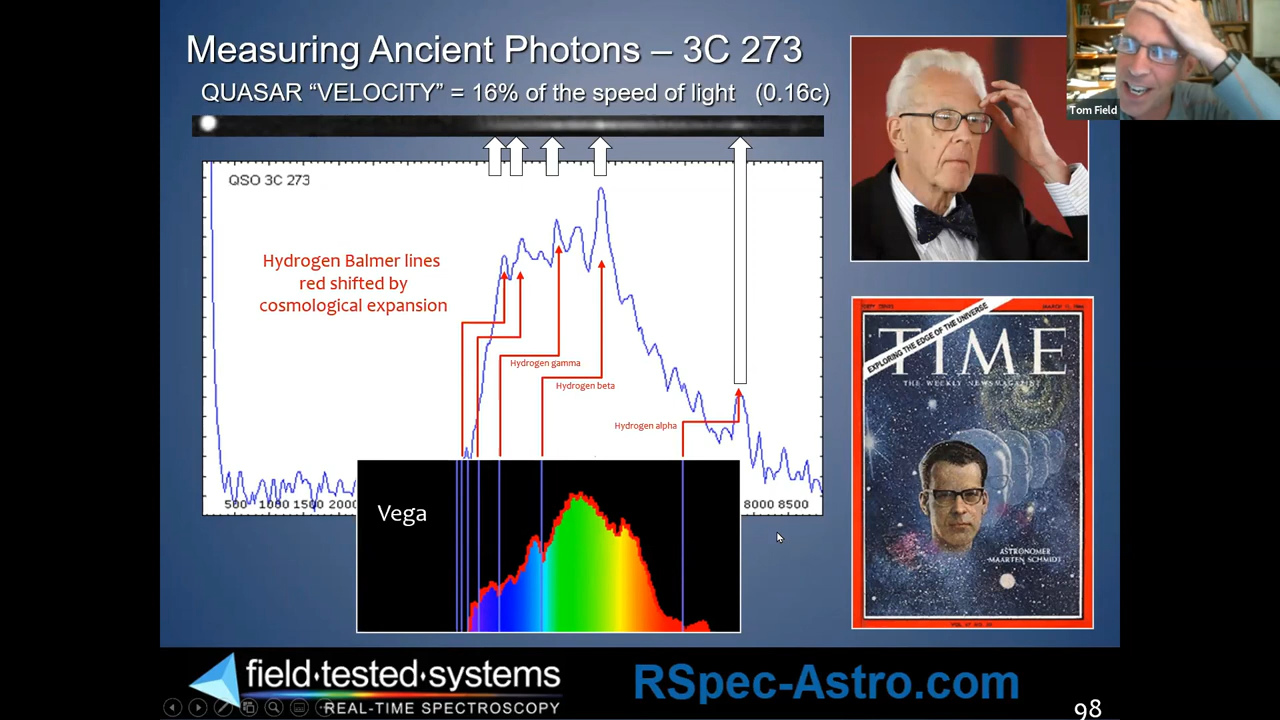 Measuring Ancient Photons – 3C 273
QUASAR “VELOCITY” = 16% of the speed of light (0.16c)
Tom Field
QSO 3C 273
Hydrogen Balmer lines
red shifted by
cosmological expansion
Hydrogen gamma
Hydrogen beta
Hydrogen alpha
500 1000 1500 2000
8000 8500
Vega
EXPLORING THE EDGE OF THE UNIVERSE
MARCH 11, 1966
TIME
THE WEEKLY NEWSMAGAZINE
ASTRONOMER
MAARTEN SCHMIDT
field·tested·systems
REAL-TIME SPECTROSCOPY
RSpec-Astro.com
98